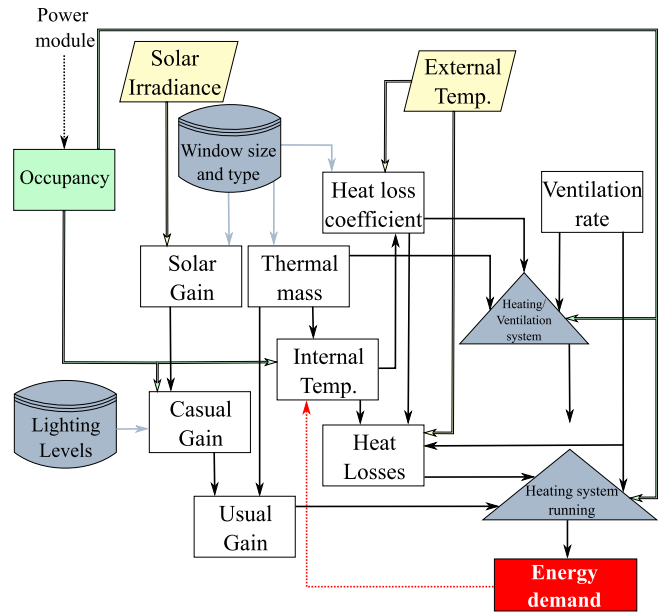 Power
module
Solar
Irradiance
External
Temp.
Window size
and type
Occupancy
Heat loss
coefficient
Ventilation
rate
Solar
Gain
Thermal
mass
Heating/
Ventilation
system
Internal
Temp.
Lighting
Levels
Casual
Gain
Heat
Losses
Heating system
running
Usual
Gain
Energy
demand